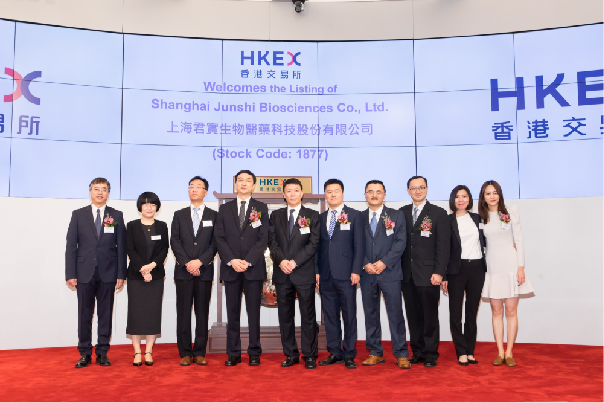 HKEX
香港交易所
Welcomes the Listing of
Shanghai Junshi Biosciences Co., Ltd.
上海君實生物醫藥科技股份有限公司
(Stock Code: 1877)
HKEX
香港交易所
HKEX
香港交
易所